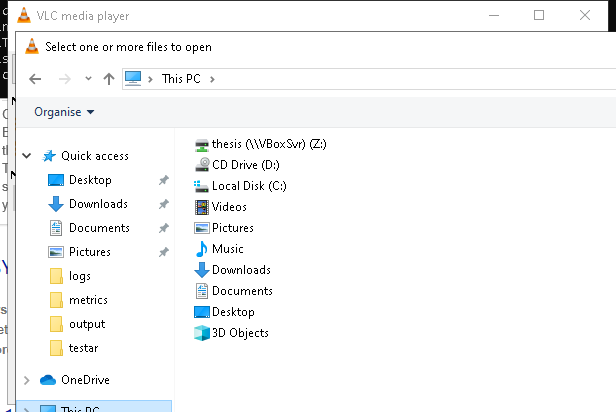 VLC media player
Select one or more files to open
This PC
Organise
Quick access
Desktop
Downloads
Documents
Pictures
logs
metrics
output
testar
OneDrive
This PC
thesis (\\VBoxSvr) (Z:)
CD Drive (D:)
Local Disk (C:)
Videos
Pictures
Music
Downloads
Documents
Desktop
3D Objects